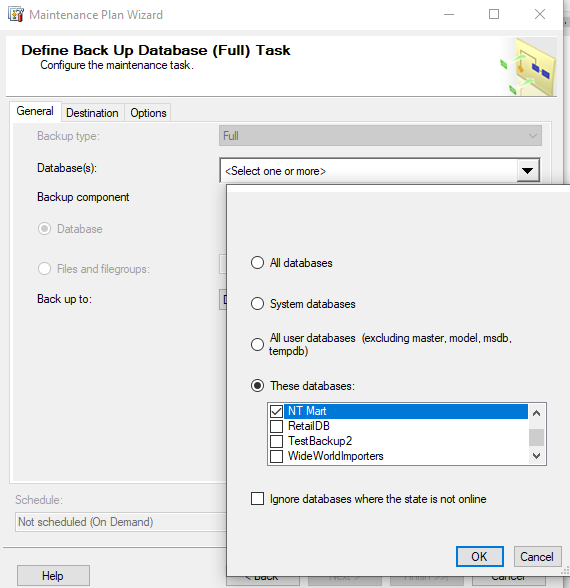 Maintenance Plan Wizard
Define Back Up Database (Full) Task
Configure the maintenance task.
General Destination Options
Backup type: Full
Database(s): <Select one or more>
Backup component
Database
Files and filegroups:
Back up to:
All databases
System databases
All user databases (excluding master, model, msdb,
tempdb)
These databases:
NT Mart
RetailDB
TestBackup2
WideWorldImporters
Ignore databases where the state is not online
Schedule:
Not scheduled (On Demand)
OK Cancel
Help < Back Next > Finish >>| Cancel